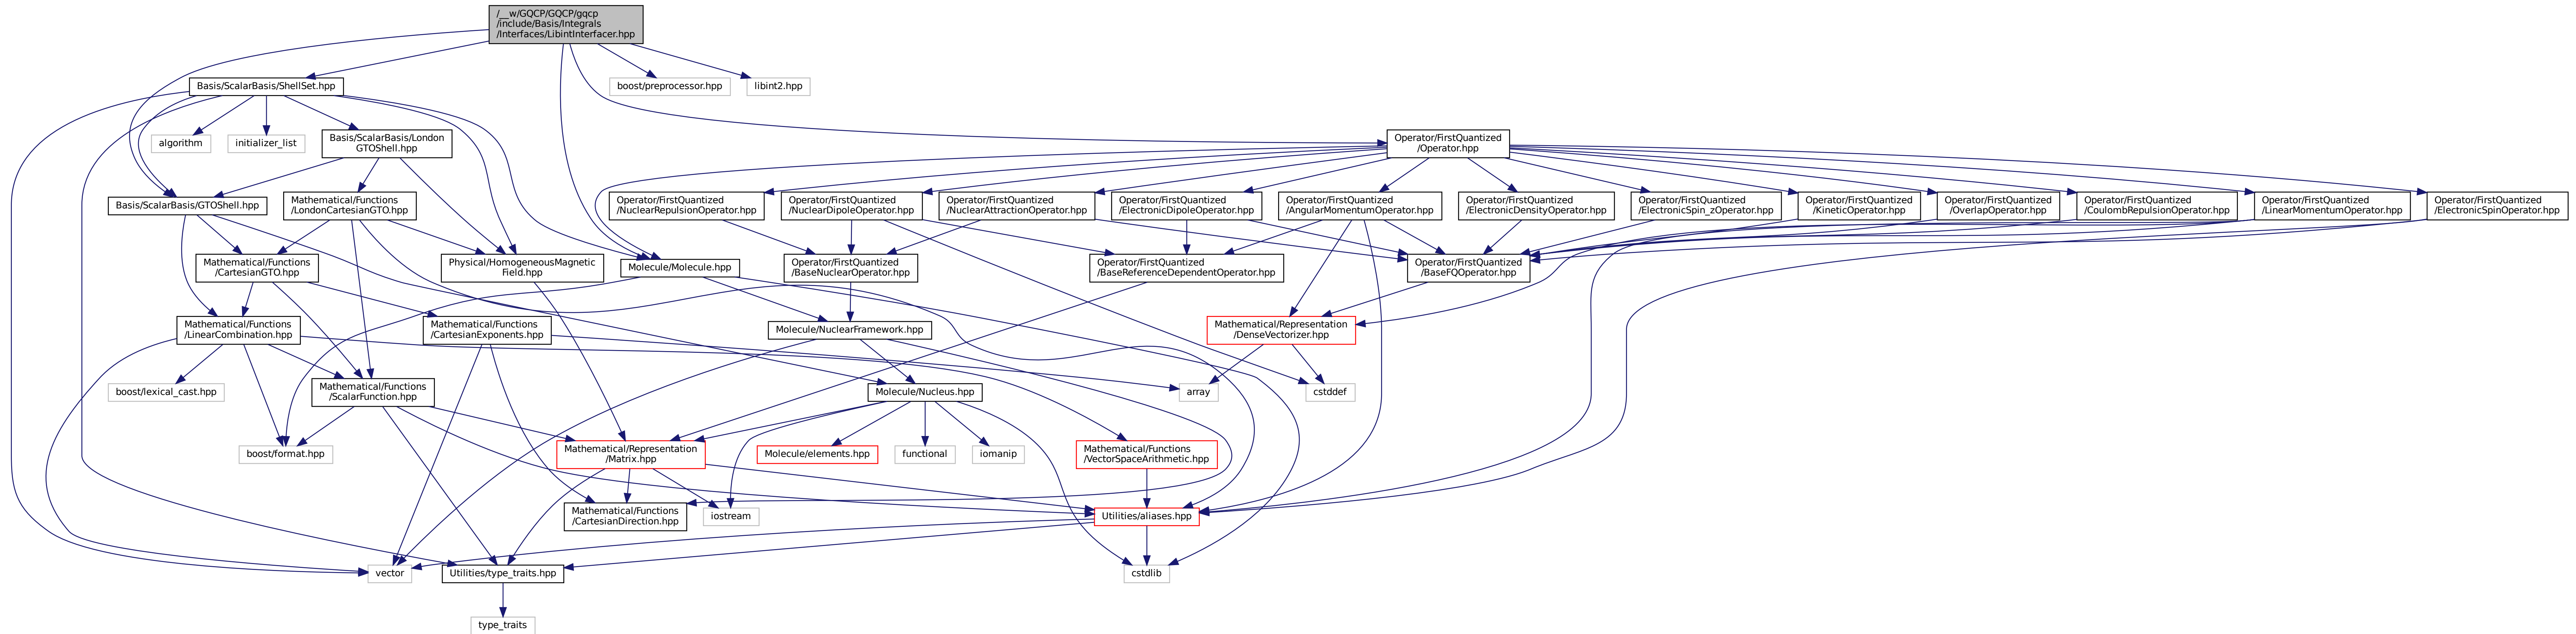 /__w/GQCP/GQCP/gqcp
/include/Basis/Integrals
/Interfaces/LibintInterfacer.hpp
Basis/ScalarBasis/ShellSet.hpp
boost/preprocessor.hpp
libint2.hpp
algorithm
initializer_list
Basis/ScalarBasis/London
GTOShell.hpp
Operator/FirstQuantized
/Operator.hpp
Basis/ScalarBasis/GTOShell.hpp
Mathematical/Functions
/LondonCartesianGTO.hpp
Operator/FirstQuantized
/NuclearRepulsionOperator.hpp
Operator/FirstQuantized
/NuclearDipoleOperator.hpp
Operator/FirstQuantized
/NuclearAttractionOperator.hpp
Operator/FirstQuantized
/ElectronicDipoleOperator.hpp
Operator/FirstQuantized
/AngularMomentumOperator.hpp
Operator/FirstQuantized
/ElectronicDensityOperator.hpp
Operator/FirstQuantized
/ElectronicSpin_zOperator.hpp
Operator/FirstQuantized
/KineticOperator.hpp
Operator/FirstQuantized
/OverlapOperator.hpp
Operator/FirstQuantized
/CoulombRepulsionOperator.hpp
Operator/FirstQuantized
/LinearMomentumOperator.hpp
Operator/FirstQuantized
/ElectronicSpinOperator.hpp
Mathematical/Functions
/CartesianGTO.hpp
Physical/HomogeneousMagnetic
Field.hpp
Molecule/Molecule.hpp
Operator/FirstQuantized
/BaseNuclearOperator.hpp
Operator/FirstQuantized
/BaseReferenceDependentOperator.hpp
Operator/FirstQuantized
/BaseFQOperator.hpp
Mathematical/Functions
/LinearCombination.hpp
Mathematical/Functions
/CartesianExponents.hpp
Molecule/NuclearFramework.hpp
Mathematical/Representation
/DenseVectorizer.hpp
boost/lexical_cast.hpp
Mathematical/Functions
/ScalarFunction.hpp
Molecule/Nucleus.hpp
array
cstddef
boost/format.hpp
Mathematical/Representation
/Matrix.hpp
Molecule/elements.hpp
functional
iomanip
Mathematical/Functions
/VectorSpaceArithmetic.hpp
Mathematical/Functions
/CartesianDirection.hpp
iostream
Utilities/aliases.hpp
vector
Utilities/type_traits.hpp
cstdlib
type_traits